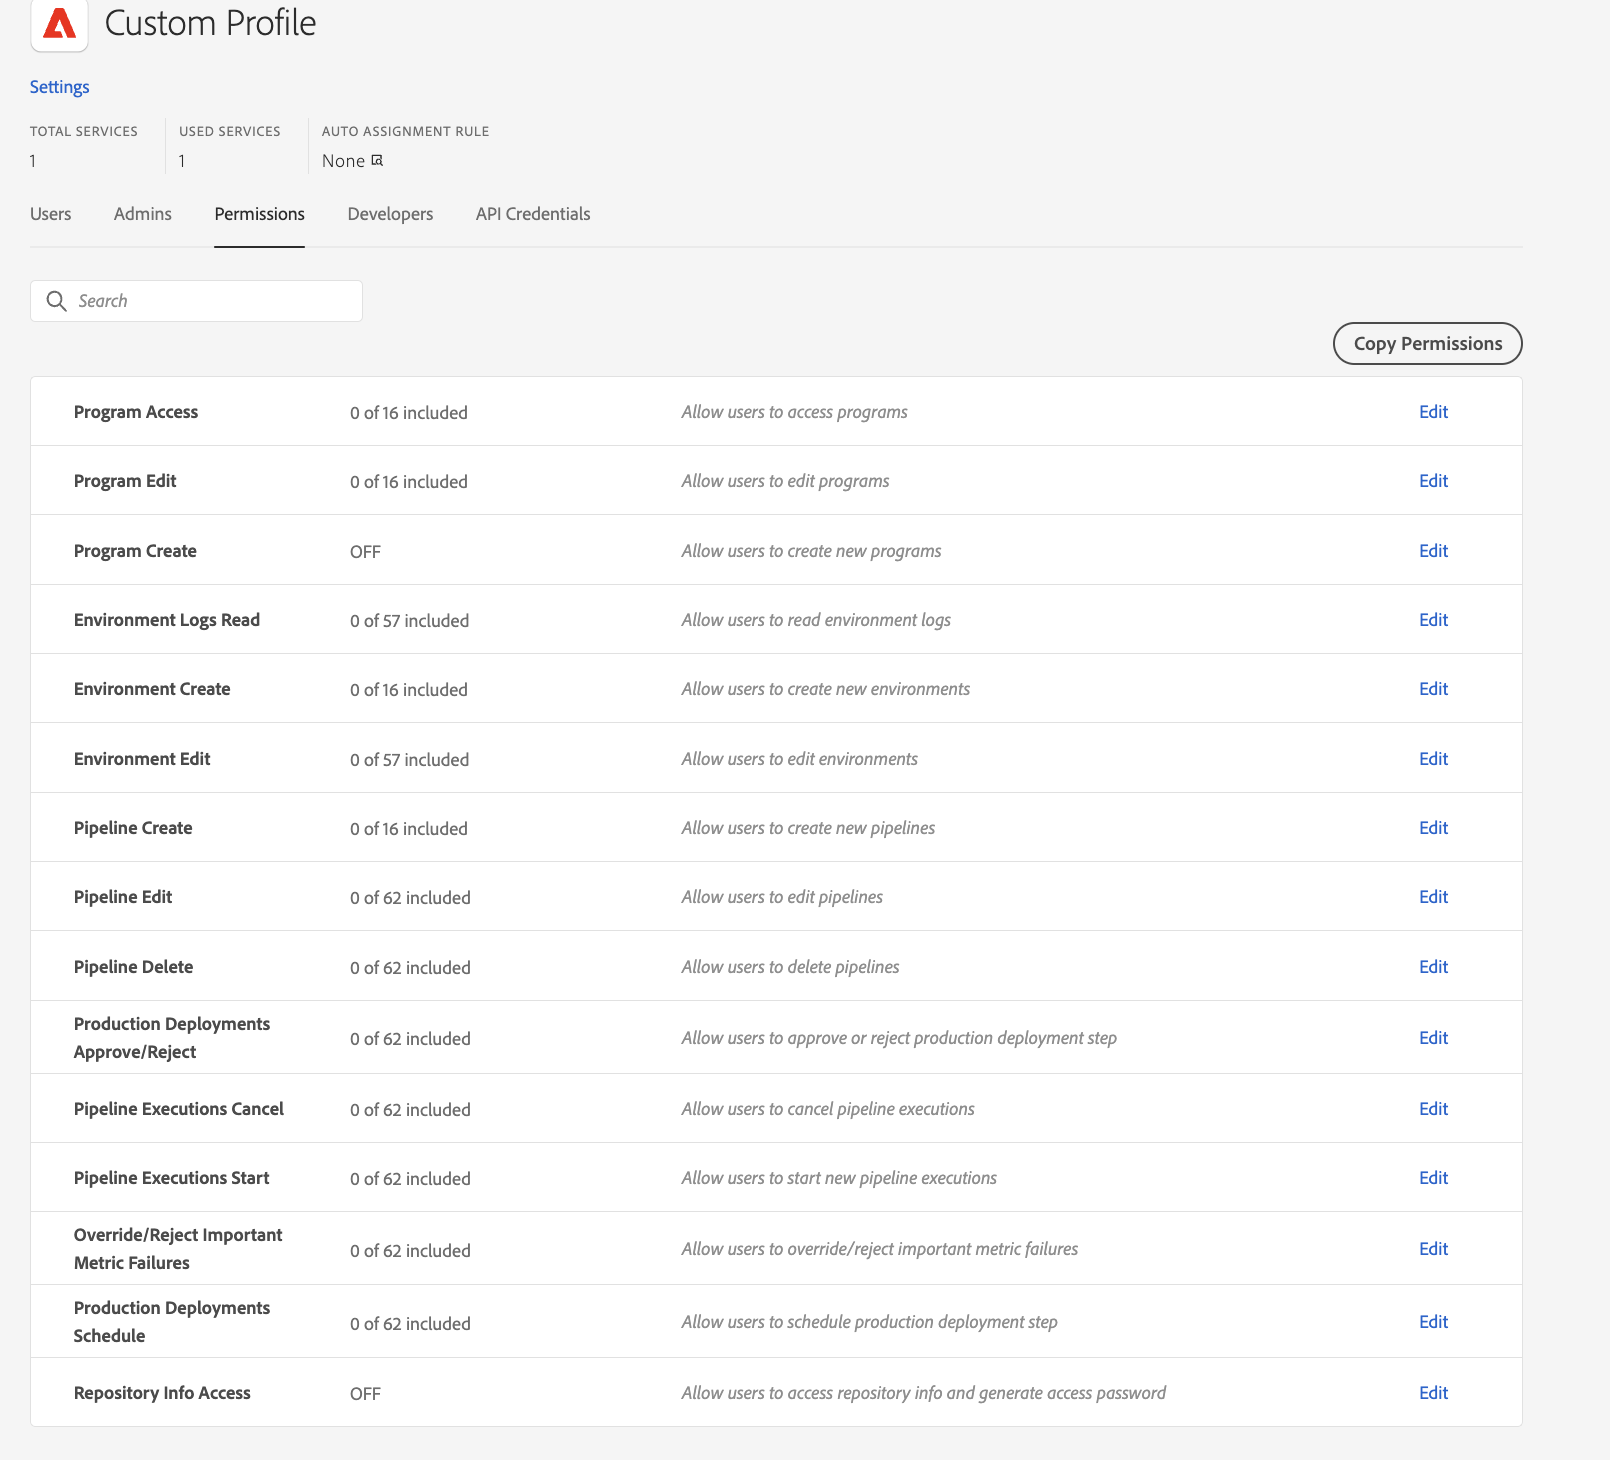 Custom Profile
Settings
TOTAL SERVICES
1
USED SERVICES
1
AUTO ASSIGNMENT RULE
None
Users
Admins
Permissions
Developers
API Credentials
Search
Copy Permissions
Program Access
0 of 16 included
Allow users to access programs
Edit
Program Edit
0 of 16 included
Allow users to edit programs
Edit
Program Create
OFF
Allow users to create new programs
Edit
Environment Logs Read
0 of 57 included
Allow users to read environment logs
Edit
Environment Create
0 of 16 included
Allow users to create new environments
Edit
Environment Edit
0 of 57 included
Allow users to edit environments
Edit
Pipeline Create
0 of 16 included
Allow users to create new pipelines
Edit
Pipeline Edit
0 of 62 included
Allow users to edit pipelines
Edit
Pipeline Delete
0 of 62 included
Allow users to delete pipelines
Edit
Production Deployments
Approve/Reject
0 of 62 included
Allow users to approve or reject production deployment step
Edit
Pipeline Executions Cancel
0 of 62 included
Allow users to cancel pipeline executions
Edit
Pipeline Executions Start
0 of 62 included
Allow users to start new pipeline executions
Edit
Override/Reject Important
Metric Failures
0 of 62 included
Allow users to override/reject important metric failures
Edit
Production Deployments
Schedule
0 of 62 included
Allow users to schedule production deployment step
Edit
Repository Info Access
OFF
Allow users to access repository info and generate access password
Edit